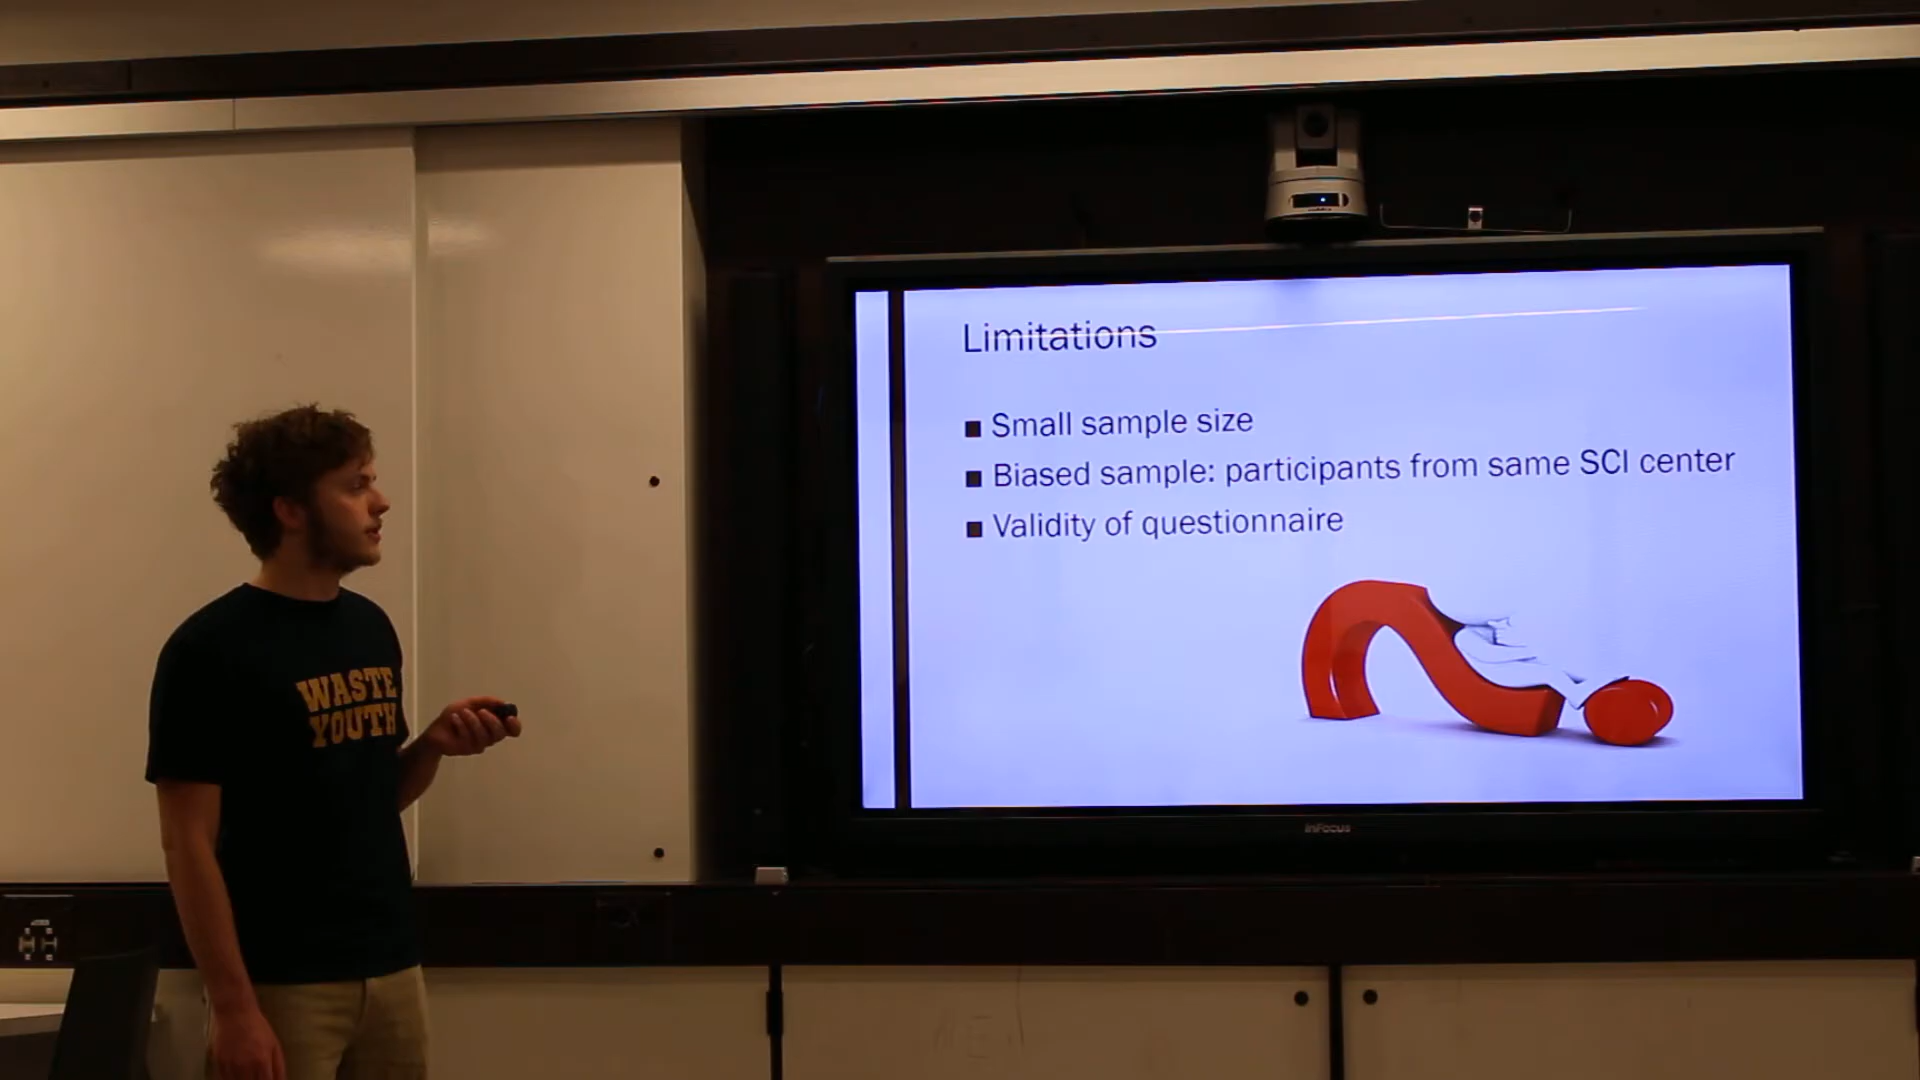 Limitations
■ Small sample size
■ Biased sample: participants from same SCI center
■ Validity of questionnaire
WASTE
YOUTH
InFocus